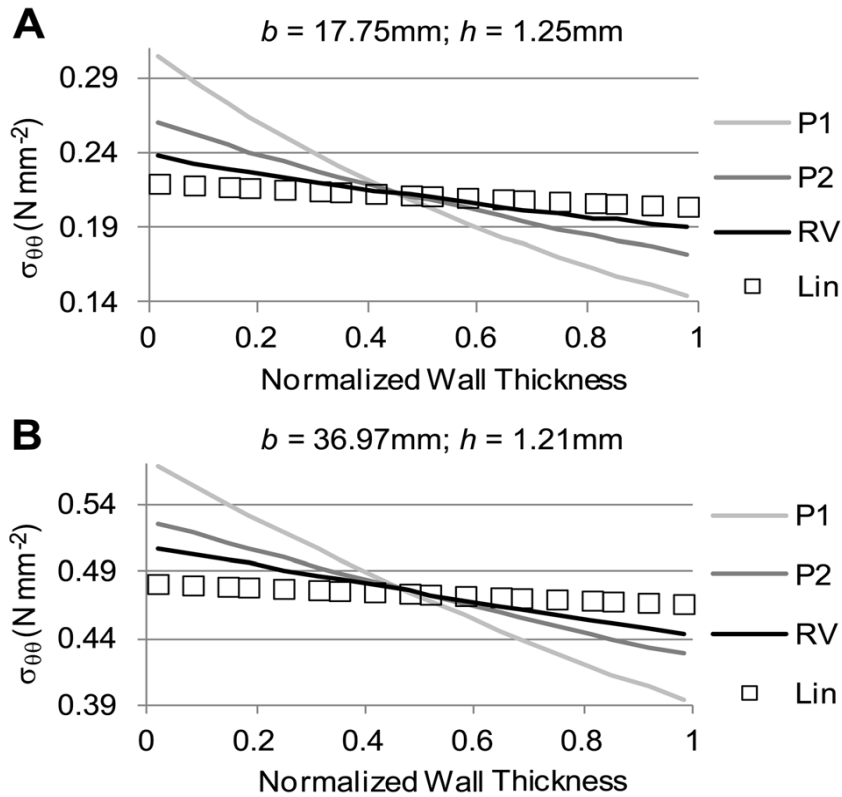 A
b = 17.75mm; h = 1.25mm
0.29
0.24
0.19
0.14
σθθ (N mm-2)
0 0.2 0.4 0.6 0.8 1
Normalized Wall Thickness
P1
P2
RV
Lin
B
b = 36.97mm; h = 1.21mm
0.54
0.49
0.44
0.39
σθθ (N mm-2)
0 0.2 0.4 0.6 0.8 1
Normalized Wall Thickness
P1
P2
RV
Lin